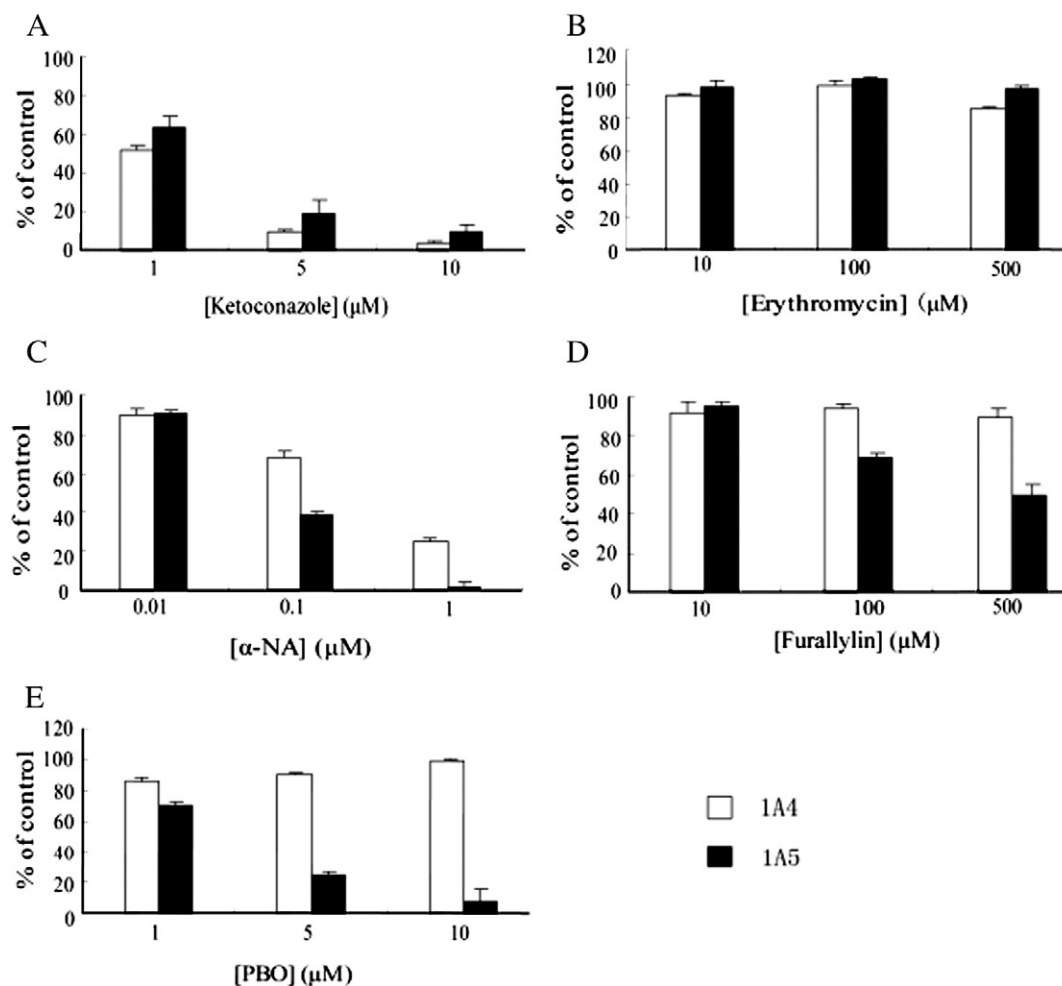 A
100
80
60
40
20
0
% of control
1 5 10
[Ketoconazole] (μM)
B
120
100
80
60
40
20
0
% of control
10 100 500
[Erythromycin] (μM)
C
100
80
60
40
20
0
% of control
0.01 0.1 1
[α-NA] (μM)
D
100
80
60
40
20
0
% of control
10 100 500
[Furallylin] (μM)
E
120
100
80
60
40
20
0
% of control
1 5 10
[PBO] (μM)
1A4
1A5